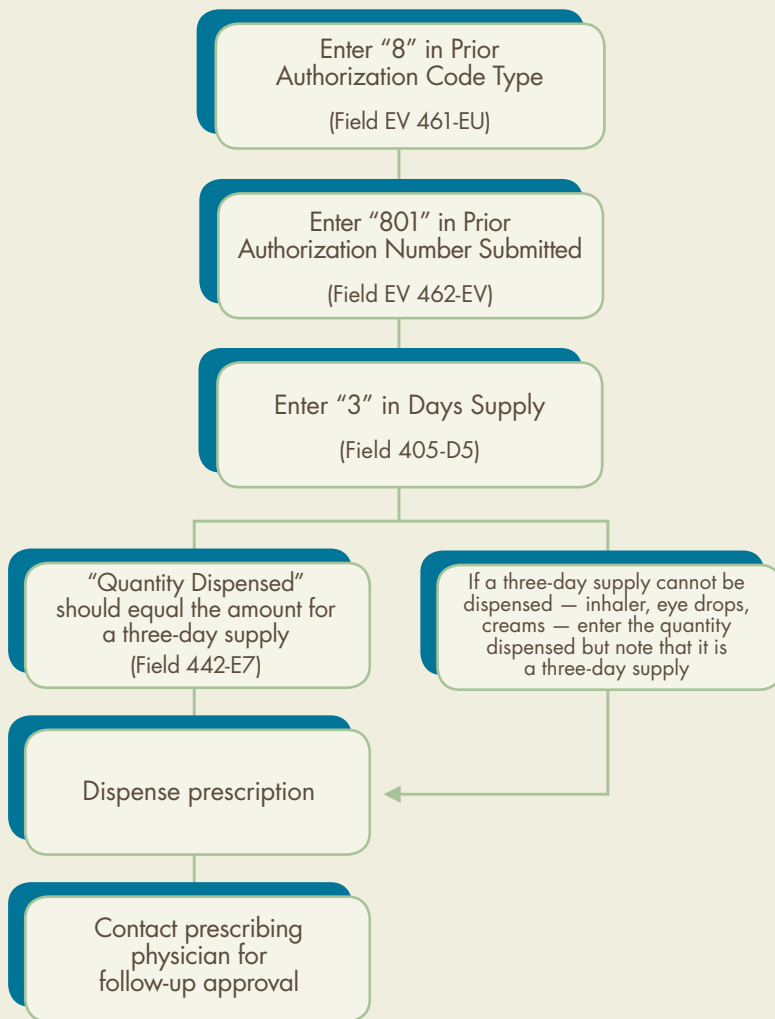 Enter “8” in Prior
Authorization Code Type
(Field EV 461-EU)
Enter “801” in Prior
Authorization Number Submitted
(Field EV 462-EV)
Enter “3” in Days Supply
(Field 405-D5)
“Quantity Dispensed”
should equal the amount for
a three-day supply
(Field 442-E7)
If a three-day supply cannot be
dispensed — inhaler, eye drops,
creams — enter the quantity
dispensed but note that it is
a three-day supply
Dispense prescription
Contact prescribing
physician for
follow-up approval